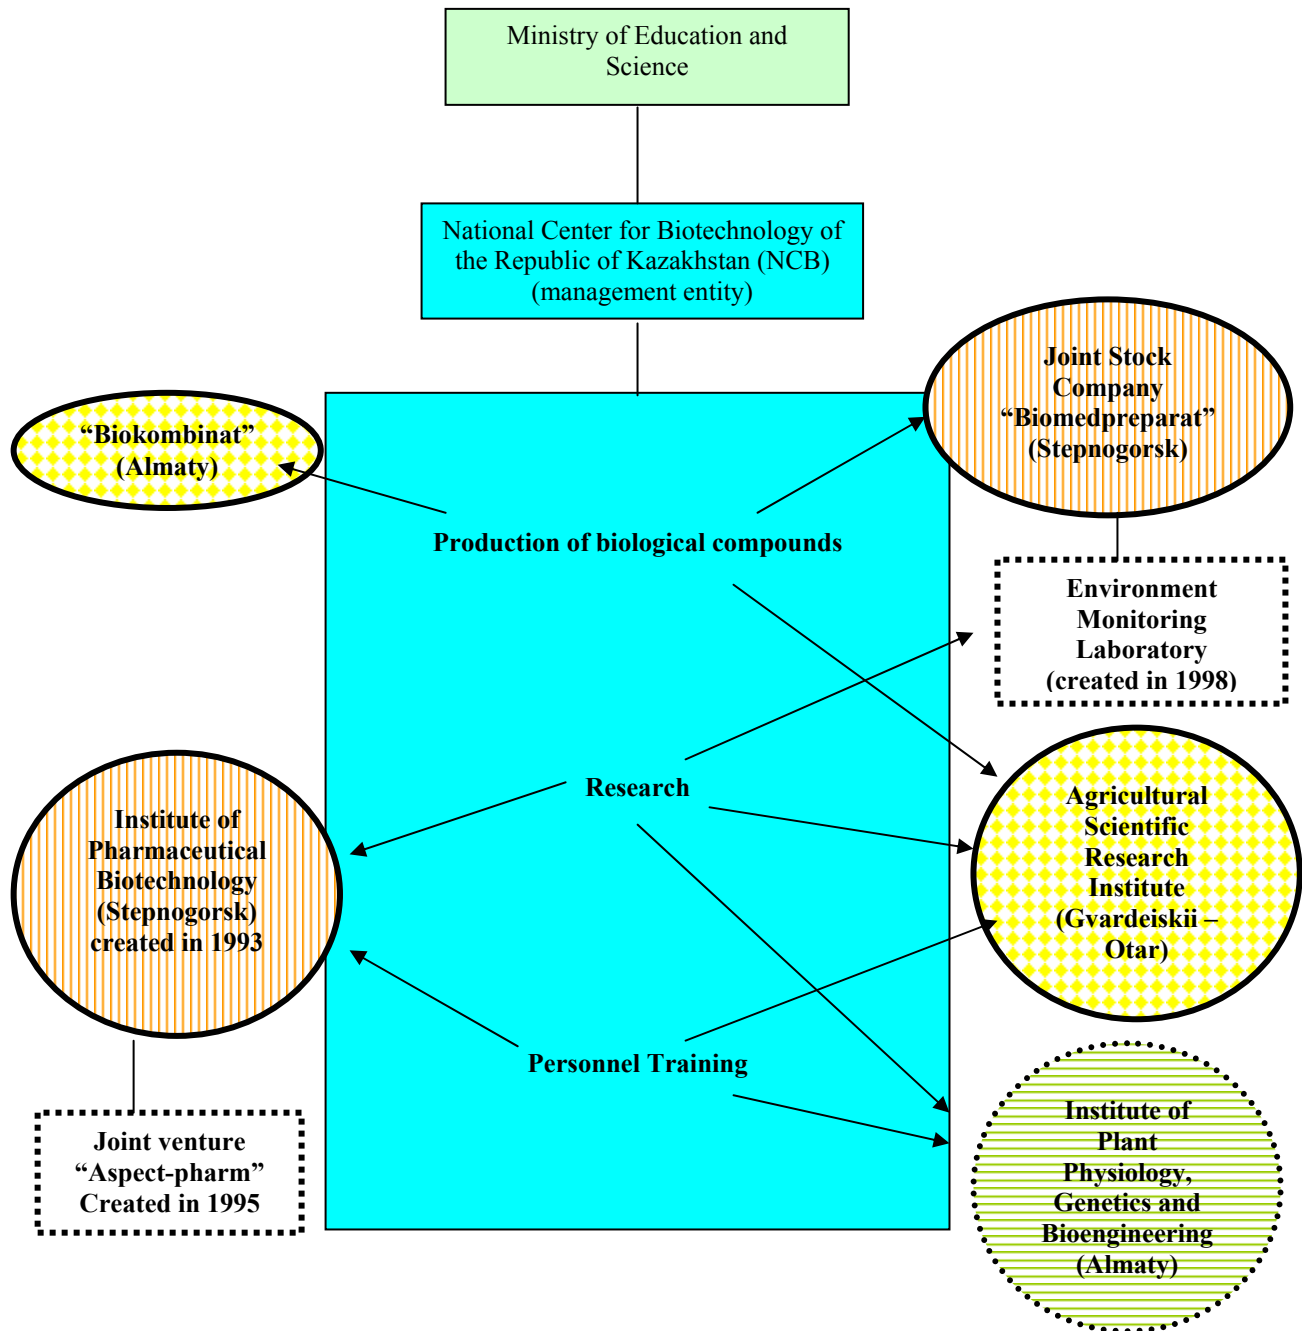 Ministry of Education and
Science
National Center for Biotechnology of
the Republic of Kazakhstan (NCB)
(management entity)
Joint Stock
Company
“Biomedpreparat”
(Stepnogorsk)
“Biokombinat”
(Almaty)
Production of biological compounds
Environment
Monitoring
Laboratory
(created in 1998)
Research
Agricultural
Scientific
Research
Institute
(Gvardeiskii –
Otar)
Institute of
Pharmaceutical
Biotechnology
(Stepnogorsk)
created in 1993
Personnel Training
Joint venture
“Aspect-pharm”
Created in 1995
Institute of
Plant
Physiology,
Genetics and
Bioengineering
(Almaty)